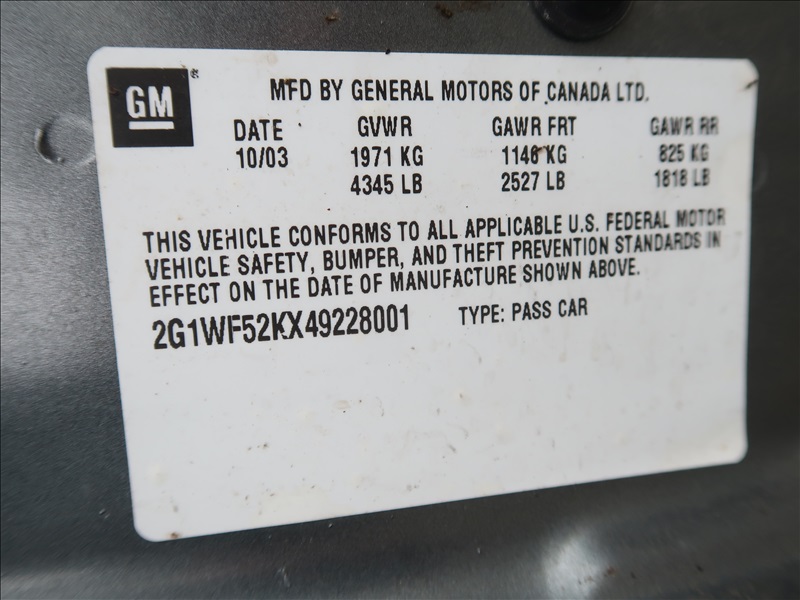 GM MFD BY GENERAL MOTORS OF CANADA LTD.
DATE GVWR GAWR FRT GAWR RR
10/03 1971 KG 1146 KG 825 KG
4345 LB 2527 LB 1818 LB
THIS VEHICLE CONFORMS TO ALL APPLICABLE U.S. FEDERAL MOTOR
VEHICLE SAFETY, BUMPER, AND THEFT PREVENTION STANDARDS IN
EFFECT ON THE DATE OF MANUFACTURE SHOWN ABOVE.
2G1WF52KX49228001 TYPE: PASS CAR